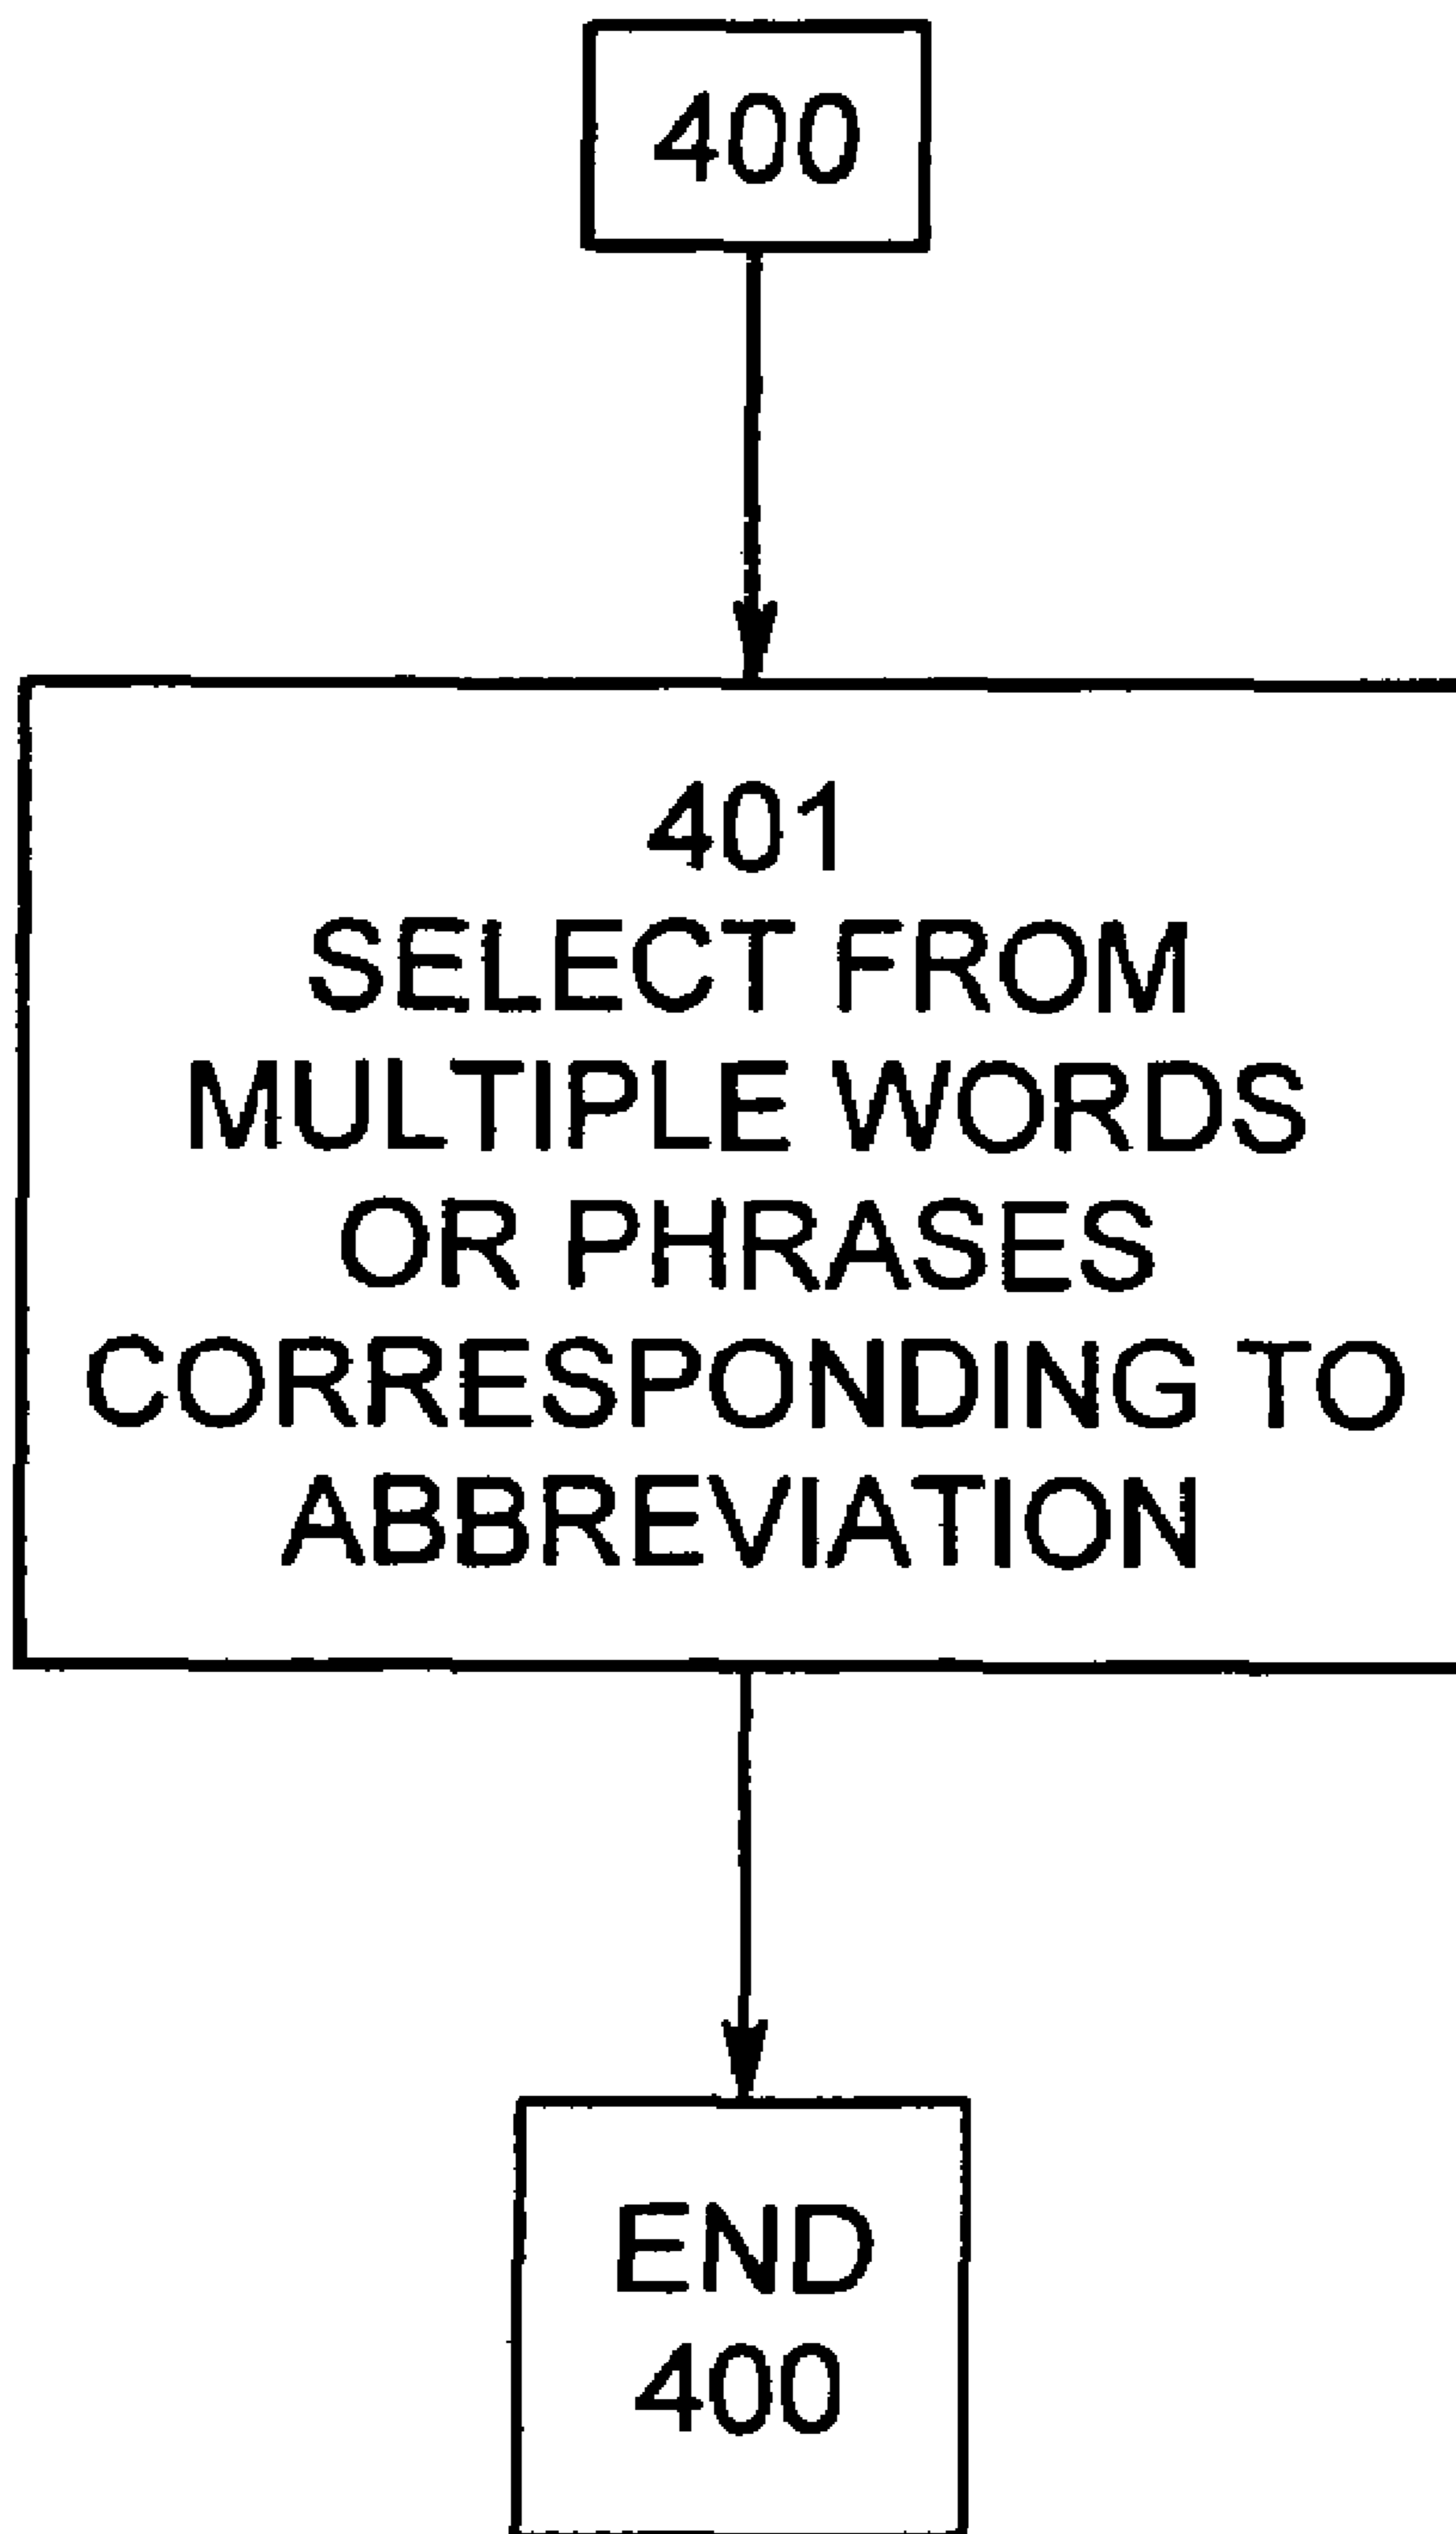 400
401
SELECT FROM
MULTIPLE WORDS
OR PHRASES
CORRESPONDING TO
ABBREVIATION
END
400